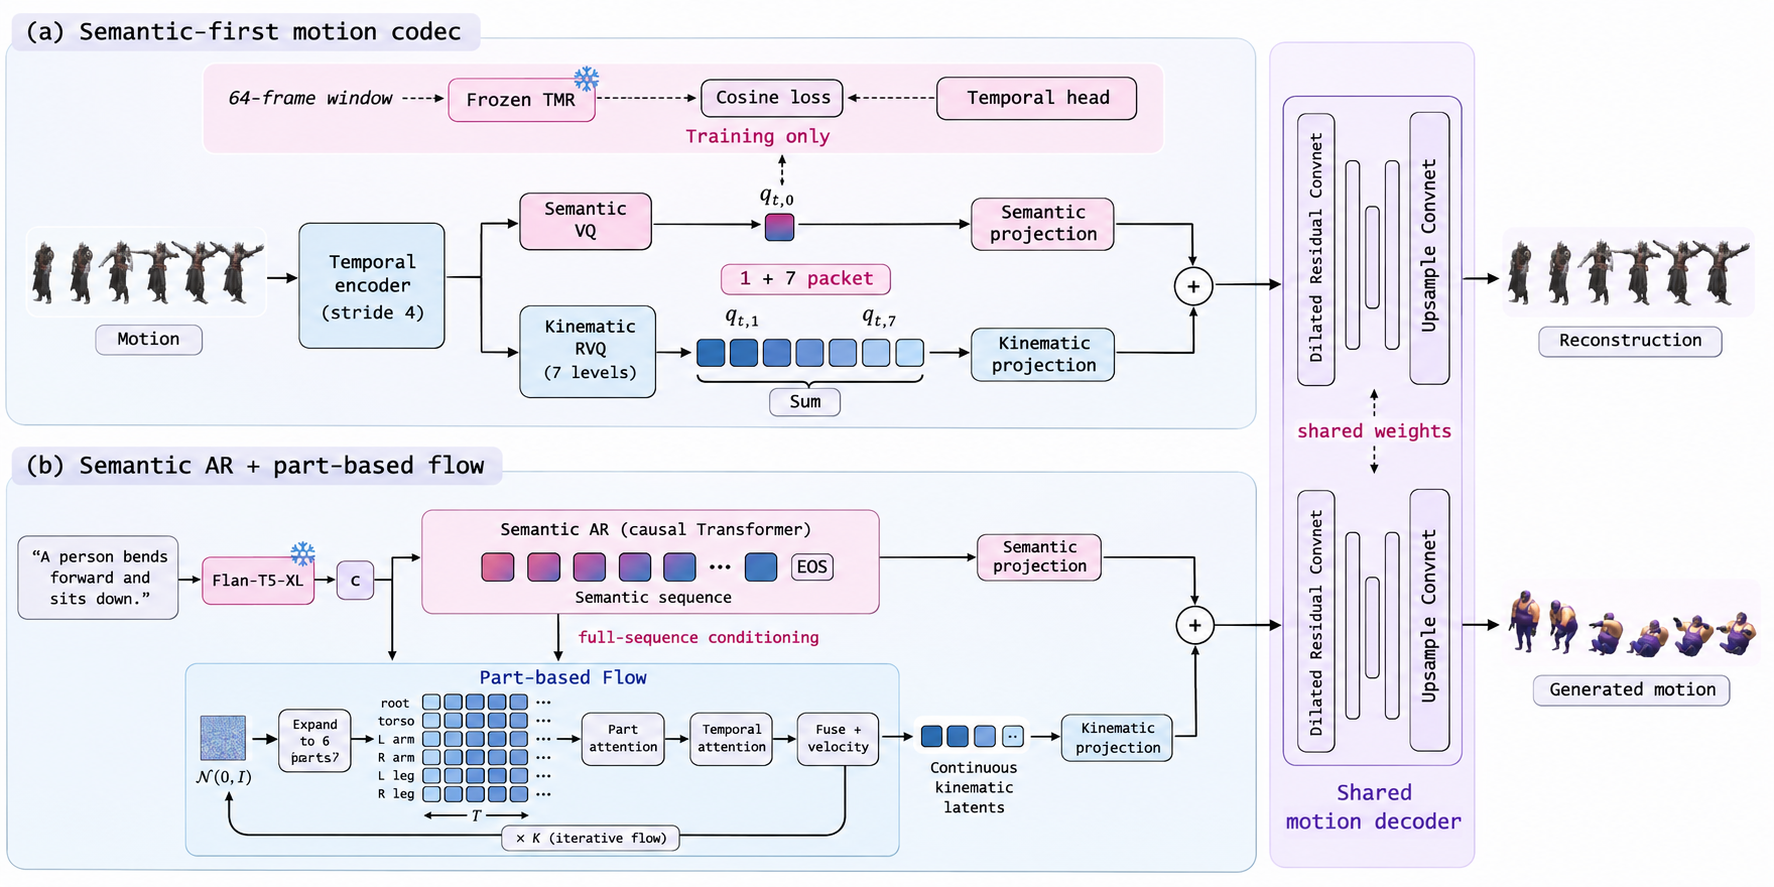 (a) Semantic-first motion codec
64-frame window
Frozen TMR
Cosine loss
Temporal head
Training only
q_{t,0}
Semantic
VQ
Semantic
projection
Temporal
encoder
(stride 4)
Motion
1 + 7 packet
Kinematic
RVQ
(7 levels)
q_{t,1}
q_{t,7}
Sum
Kinematic
projection
+
Dilated Residual Convnet
Upsample Convnet
Reconstruction
shared weights
(b) Semantic AR + part-based flow
“A person bends
forward and
sits down.”
Flan-T5-XL
c
Semantic AR (causal Transformer)
... EOS
Semantic sequence
full-sequence conditioning
Semantic
projection
+
Part-based Flow
𝒩(0, I)
Expand
to 6
root
torso
L arm
R arm
L leg
R leg
...
...
...
...
...
...
T
Part
attention
Temporal
attention
Fuse +
velocity
× K (iterative flow)
..
Continuous
kinematic
latents
Kinematic
projection
Dilated Residual Convnet
Upsample Convnet
Generated motion
Shared
motion decoder